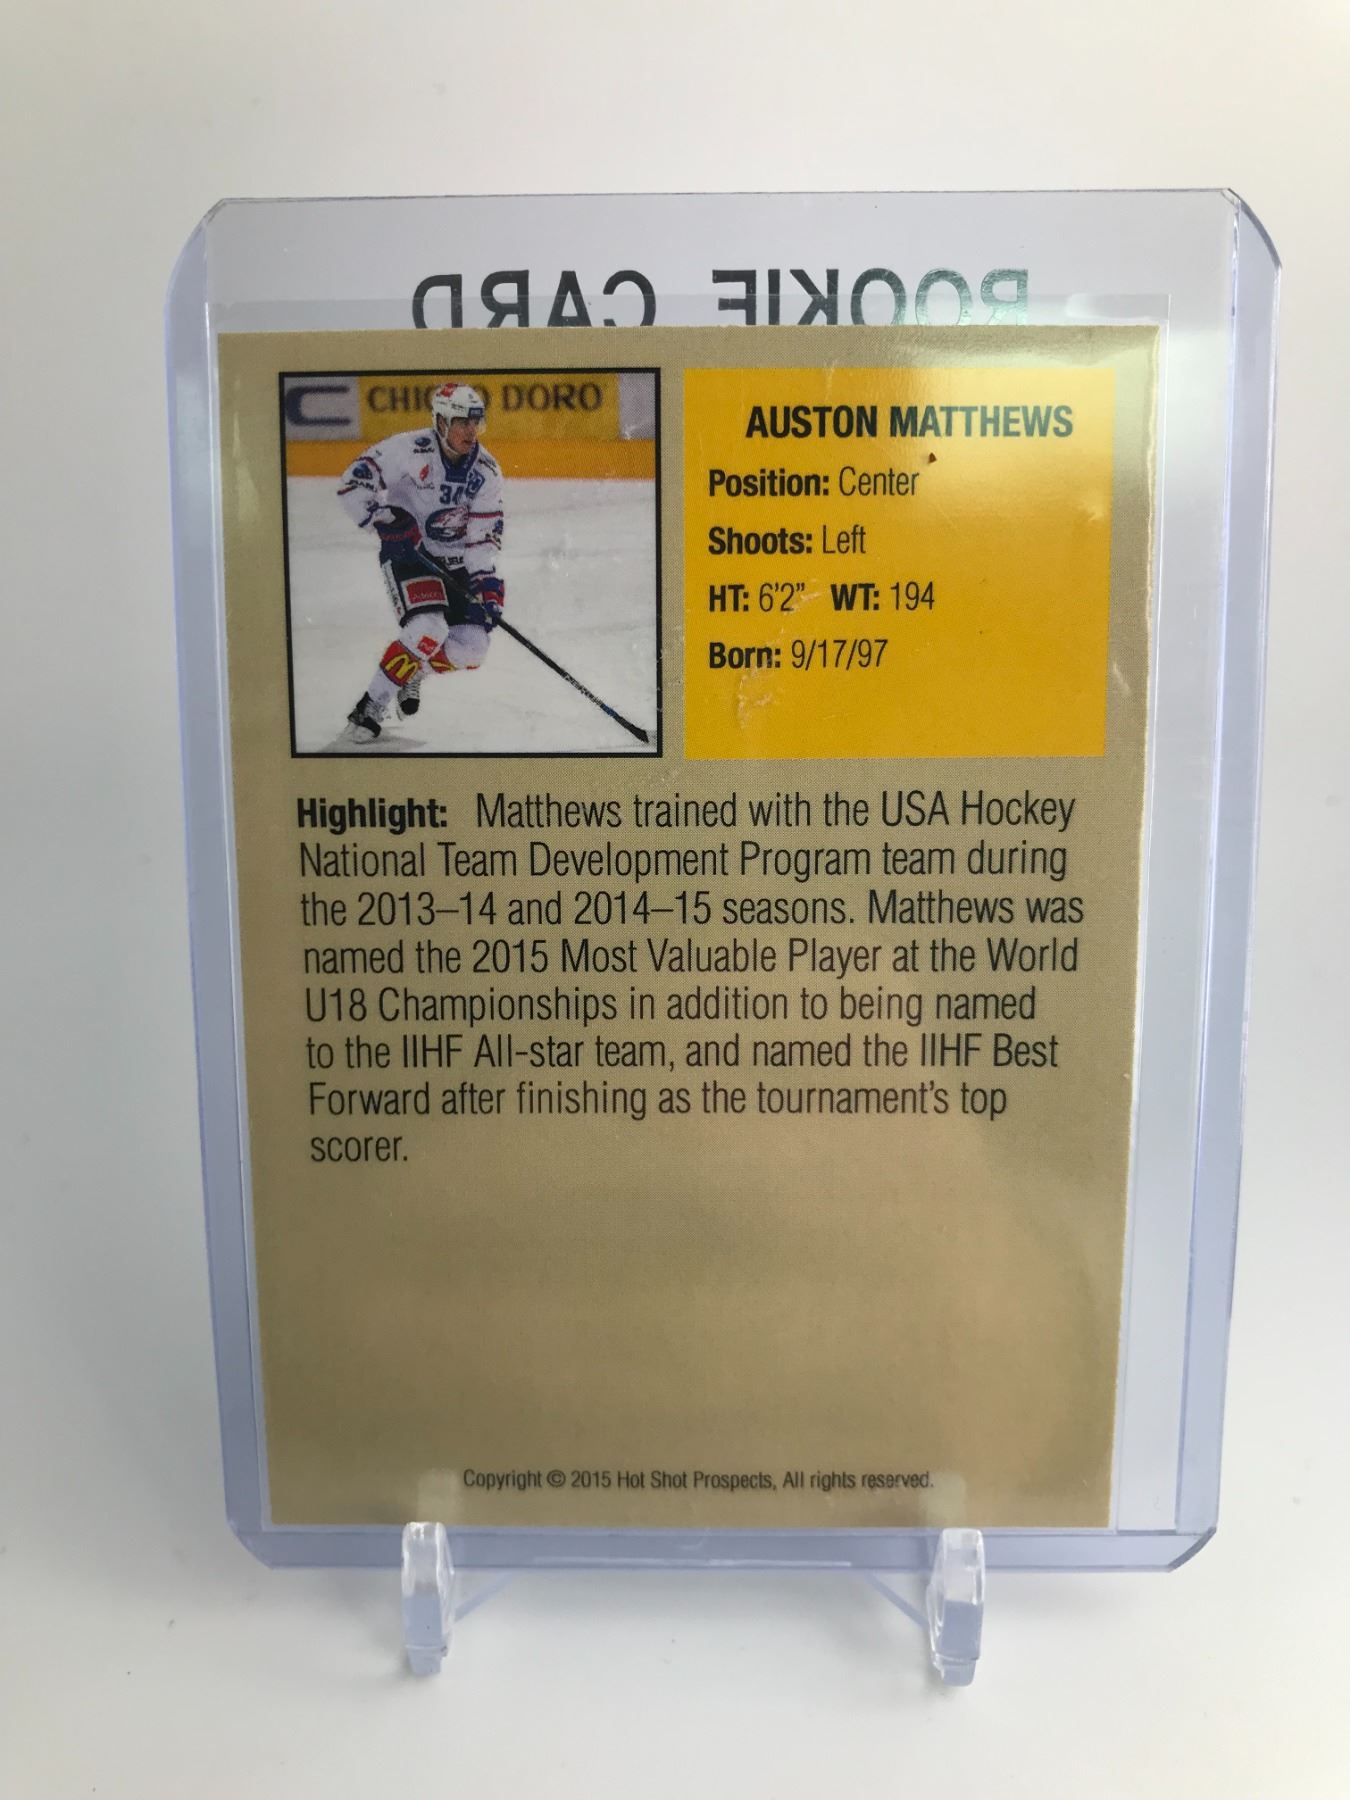 ROOKIE CARD
CHICCO D'ORO
34
AUSTON MATTHEWS
Position: Center
Shoots: Left
HT: 6'2" WT: 194
Born: 9/17/97
Highlight: Matthews trained with the USA Hockey
National Team Development Program team during
the 2013–14 and 2014–15 seasons. Matthews was
named the 2015 Most Valuable Player at the World
U18 Championships in addition to being named
to the IIHF All-star team, and named the IIHF Best
Forward after finishing as the tournament's top
scorer.
Copyright © 2015 Hot Shot Prospects, All rights reserved.